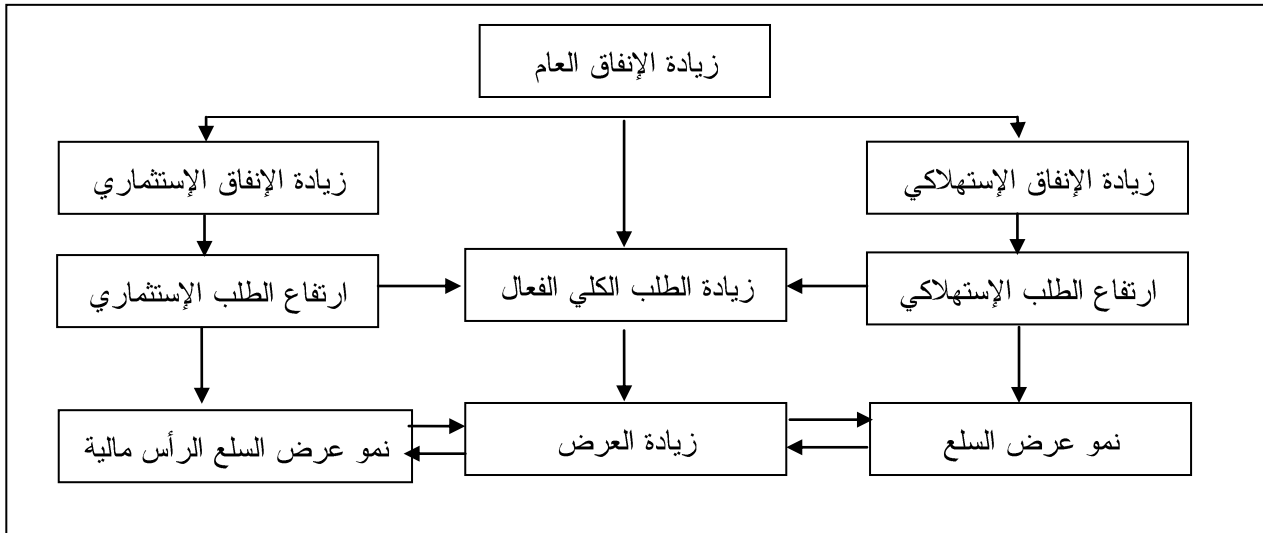 زيادة الإنفاق العام
زيادة الإنفاق الإستهلاكي
زيادة الإنفاق الإستثماري
ارتفاع الطلب الإستهلاكي
زيادة الطلب الكلي الفعال
ارتفاع الطلب الإستثماري
نمو عرض السلع
زيادة العرض
نمو عرض السلع الرأس مالية